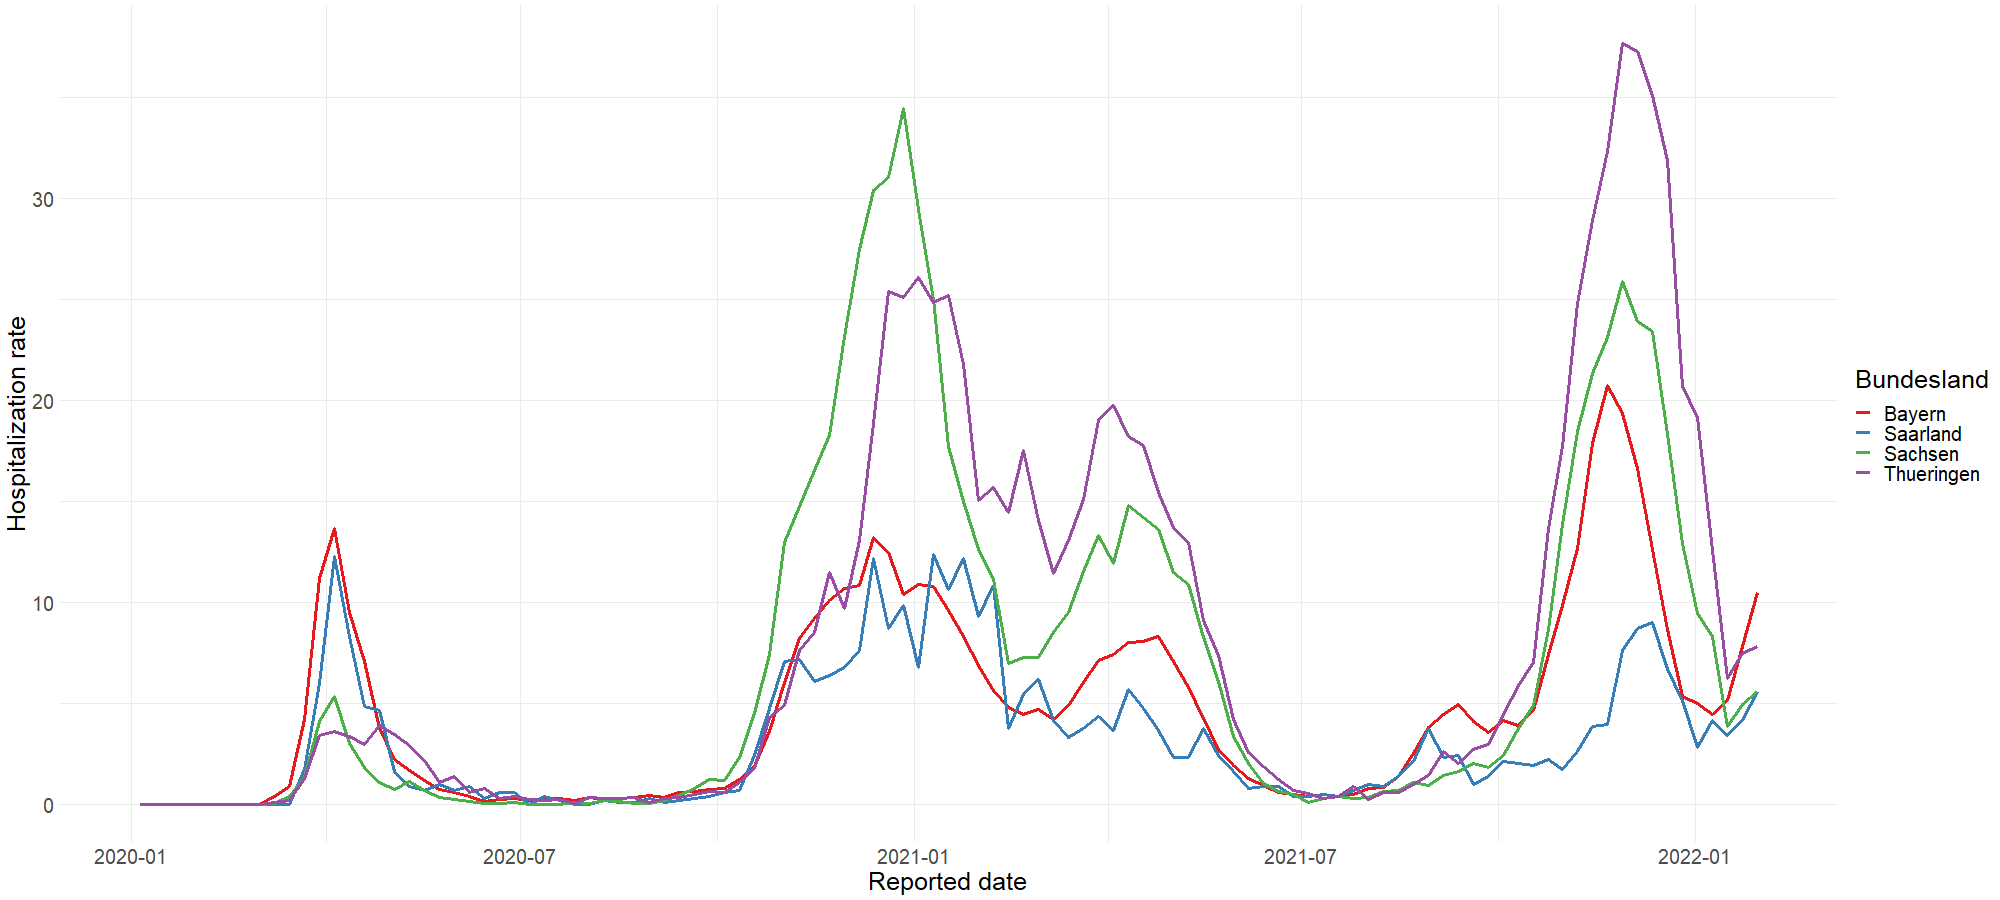 Hospitalization rate
30
20
10
0
2020-01
2020-07
2021-01
2021-07
2022-01
Reported date
Bundesland
Bayern
Saarland
Sachsen
Thueringen